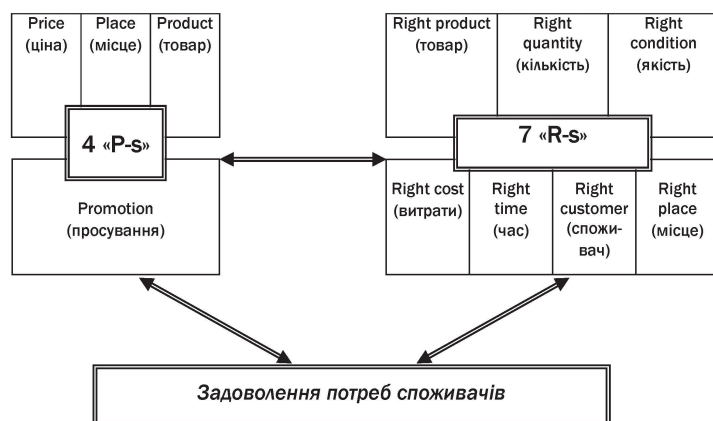 Price
(ціна)
Place
(місце)
Product
(товар)
4 «P-s»
Promotion
(просування)
Right product
(товар)
Right
quantity
(кількість)
Right
condition
(якість)
7 «R-s»
Right cost
(витрати)
Right
time
(час)
Right
customer
(спожи-
вач)
Right
place
(місце)
Задоволення потреб споживачів